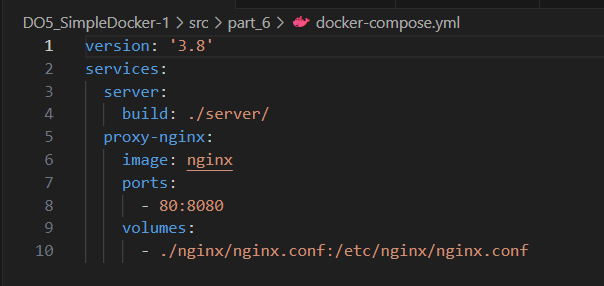 DO5_SimpleDocker-1 > src > part_6 > docker-compose.yml
1 version: '3.8'
2 services:
3   server:
4     build: ./server/
5   proxy-nginx:
6     image: nginx
7     ports:
8       - 80:8080
9     volumes:
10       - ./nginx/nginx.conf:/etc/nginx/nginx.conf